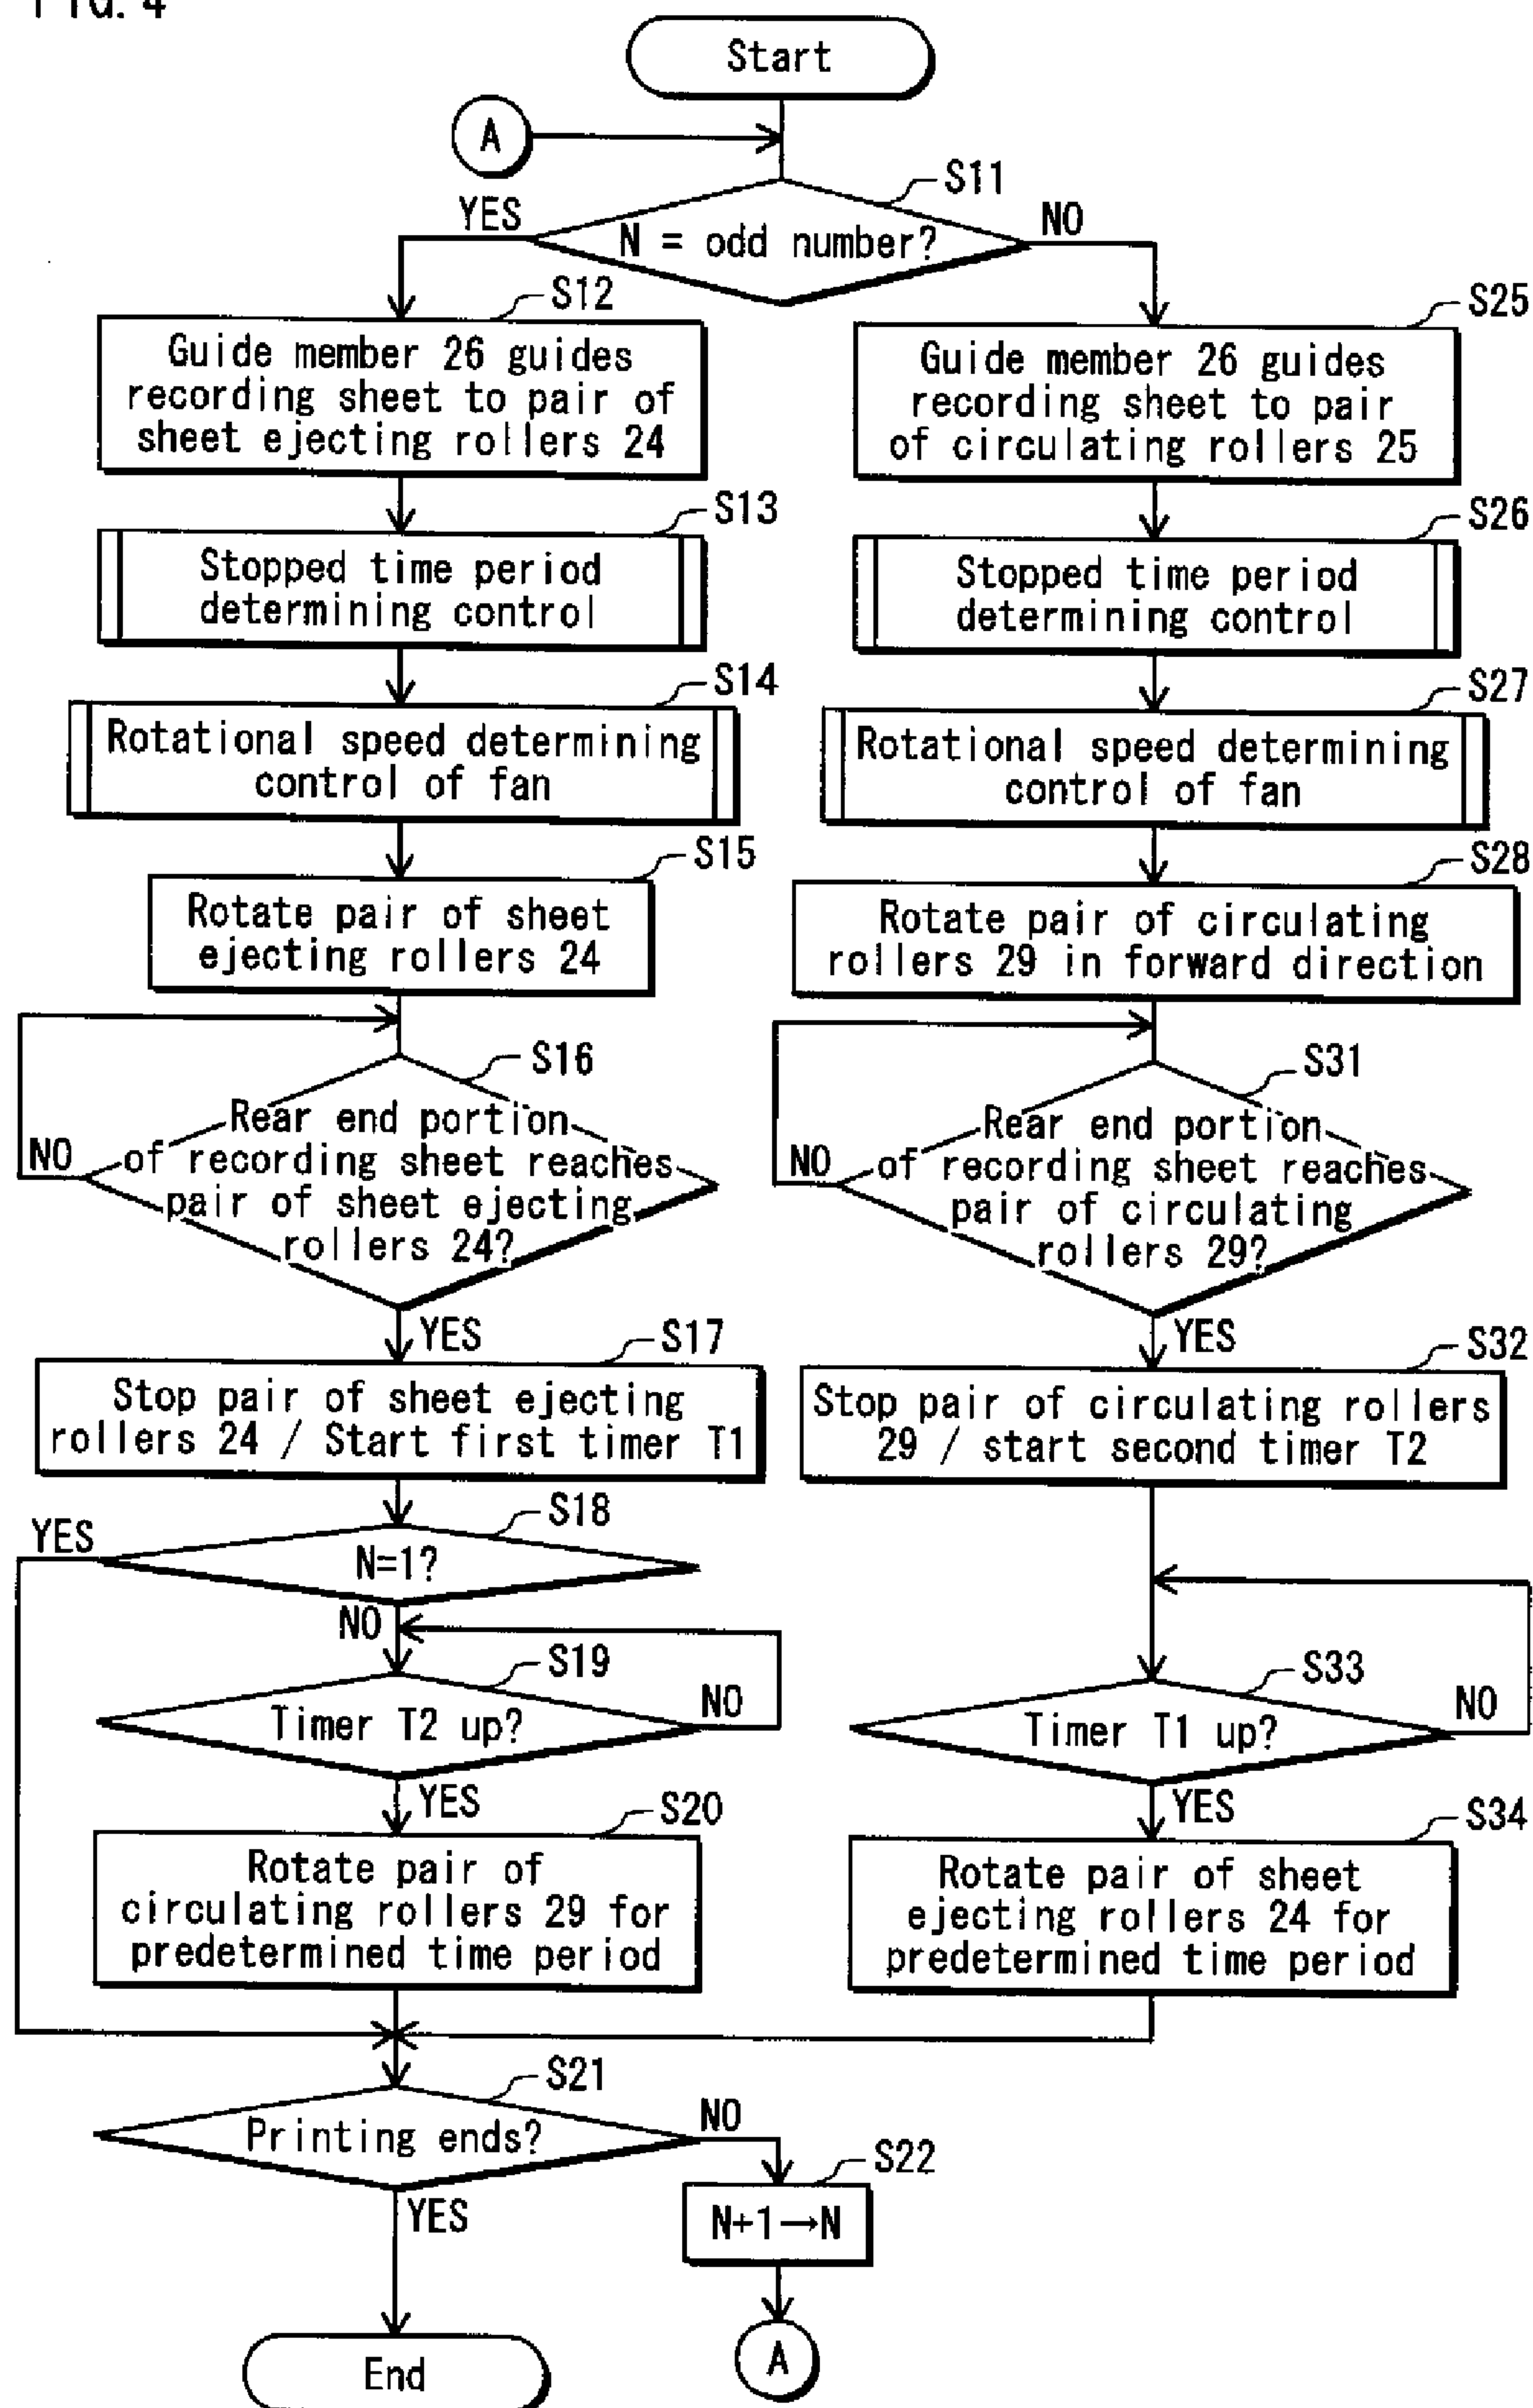 FIG. 4
Start
A
S11
YES
N = odd number?
NO
S12
Guide member 26 guides
recording sheet to pair of
sheet ejecting rollers 24
S13
Stopped time period
determining control
S14
Rotational speed determining
control of fan
S15
Rotate pair of sheet
ejecting rollers 24
S16
Rear end portion
of recording sheet reaches
pair of sheet ejecting
rollers 24?
NO
YES
S17
Stop pair of sheet ejecting
rollers 24 / Start first timer T1
S18
YES
N=1?
NO
S19
Timer T2 up?
NO
YES
S20
Rotate pair of
circulating rollers 29 for
predetermined time period
S25
Guide member 26 guides
recording sheet to pair
of circulating rollers 25
S26
Stopped time period
determining control
S27
Rotational speed determining
control of fan
S28
Rotate pair of circulating
rollers 29 in forward direction
S31
Rear end portion
of recording sheet reaches
pair of circulating
rollers 29?
NO
YES
S32
Stop pair of circulating rollers
29 / start second timer T2
S33
Timer T1 up?
NO
YES
S34
Rotate pair of sheet
ejecting rollers 24 for
predetermined time period
S21
Printing ends?
NO
YES
S22
N+1→N
A
End